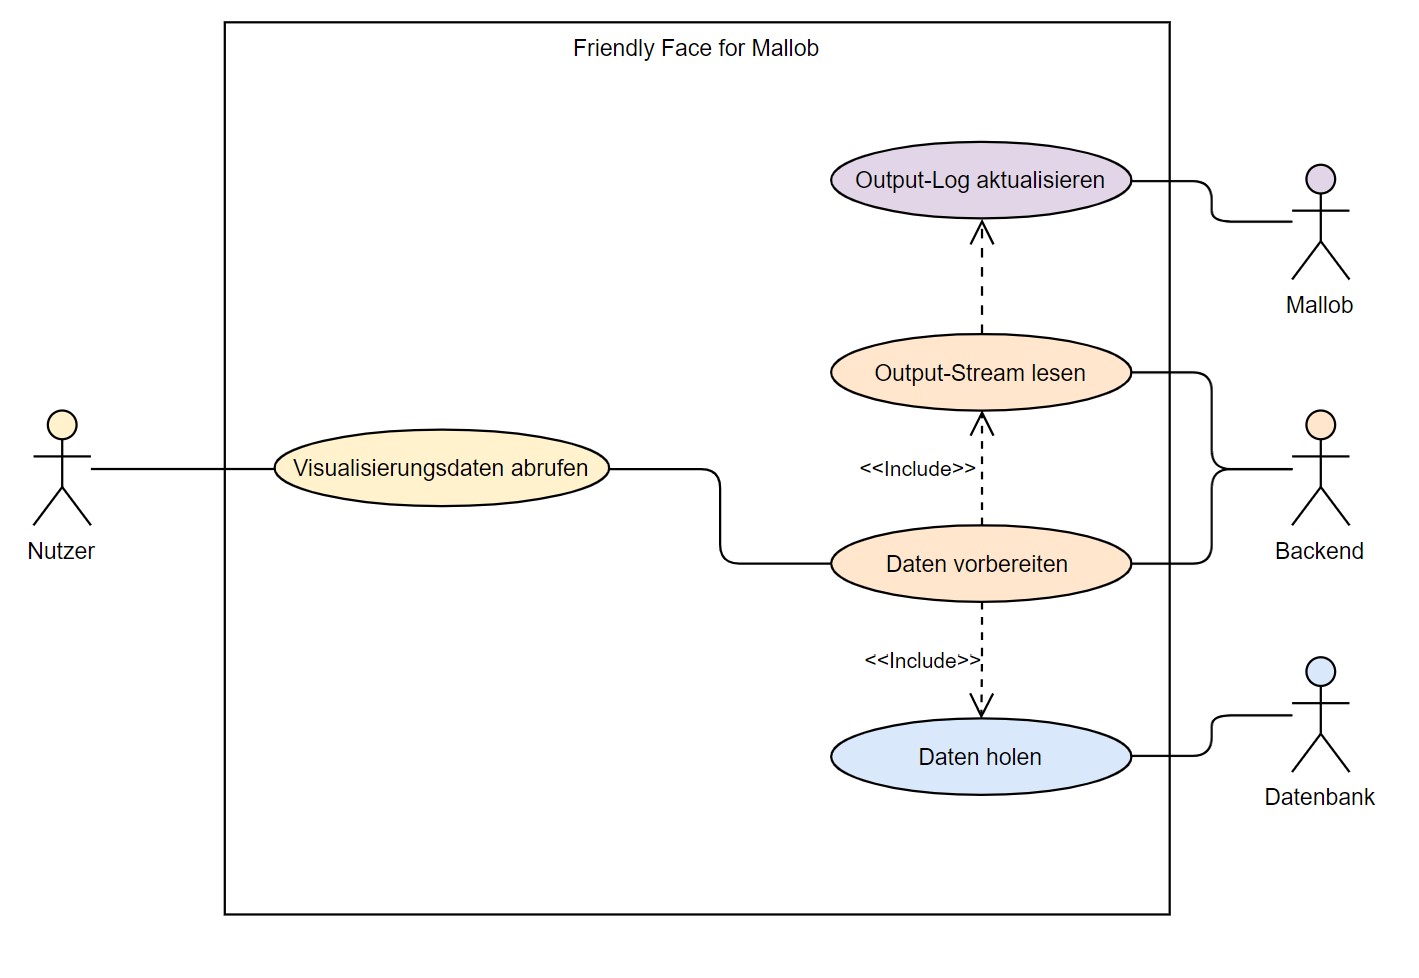 Friendly Face for Mallob
Output-Log aktualisieren
Mallob
Output-Stream lesen
<<Include>>
Visualisierungsdaten abrufen
Nutzer
Backend
Daten vorbereiten
<<Include>>
Daten holen
Datenbank